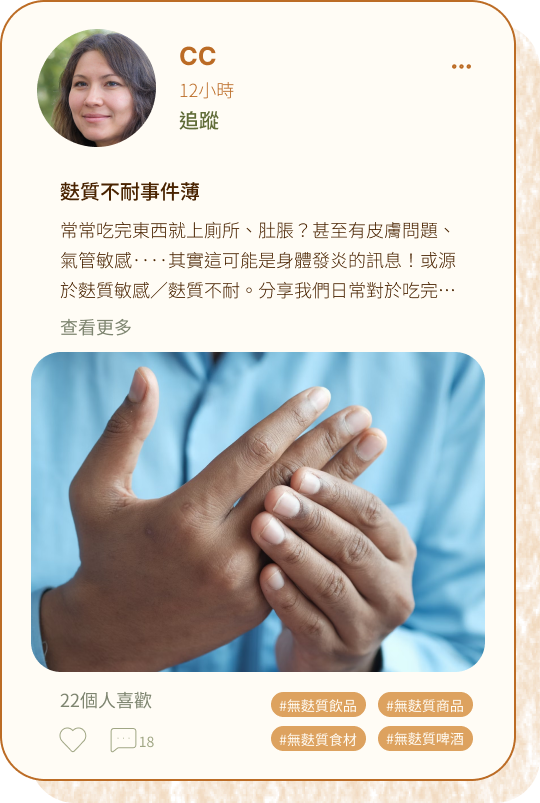 CC
12小時
追蹤
麩質不耐事件薄
常常吃完東西就上廁所、肚脹？甚至有皮膚問題、
氣管敏感‥‥其實這可能是身體發炎的訊息！或源
於麩質敏感／麩質不耐。分享我們日常對於吃完…
查看更多
22個人喜歡
18
#無麩質飲品 #無麩質商品
#無麩質食材 #無麩質啤酒